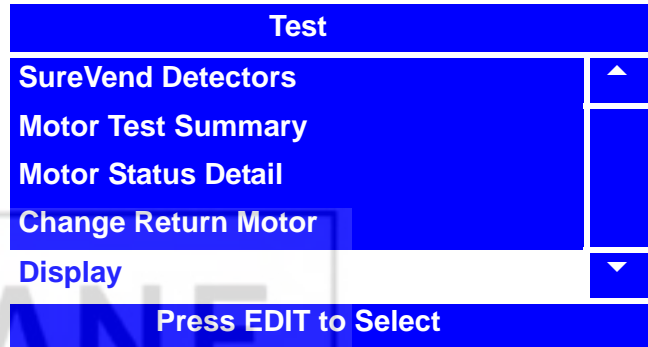 Test
SureVend Detectors
Motor Test Summary
Motor Status Detail
Change Return Motor
Display
Press EDIT to Select